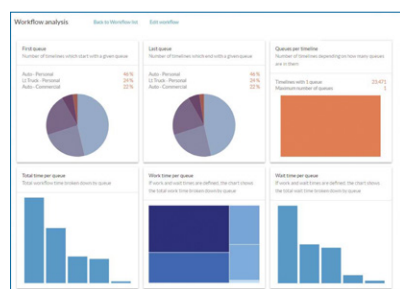 Workflow analysis
Back to Workflow list
Edit workflow
First queue
Number of timelines which start with a given queue
Auto - Personal 46 %
Lt Truck - Personal 24 %
Auto - Commercial 22 %
Last queue
Number of timelines which end with a given queue
Auto - Personal 46 %
Lt Truck - Personal 24 %
Auto - Commercial 22 %
Queues per timeline
Number of timelines depending on how many queues
are in them
Timelines with 1 queue 23,471
Maximum number of queues 1
Total time per queue
Total workflow time broken down by queue
Work time per queue
If work and wait times are defined, the chart shows
the total work time broken down by queue
Wait time per queue
If work and wait times are defined, the chart shows
the total wait time broken down by queue